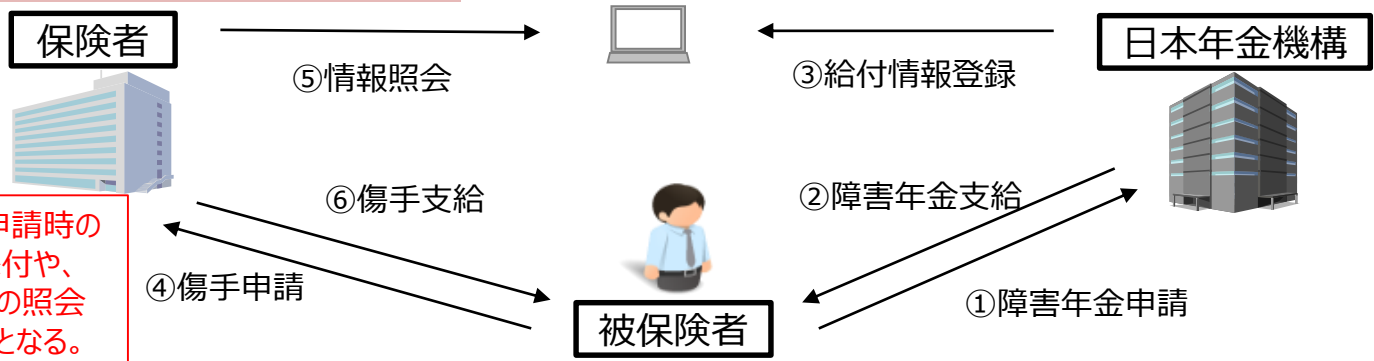 保険者
日本年金機構
⑤情報照会
③給付情報登録
⑥傷手支給
②障害年金支給
申請時の
付や、
の照会
となる。
④傷手申請
①障害年金申請
被保険者